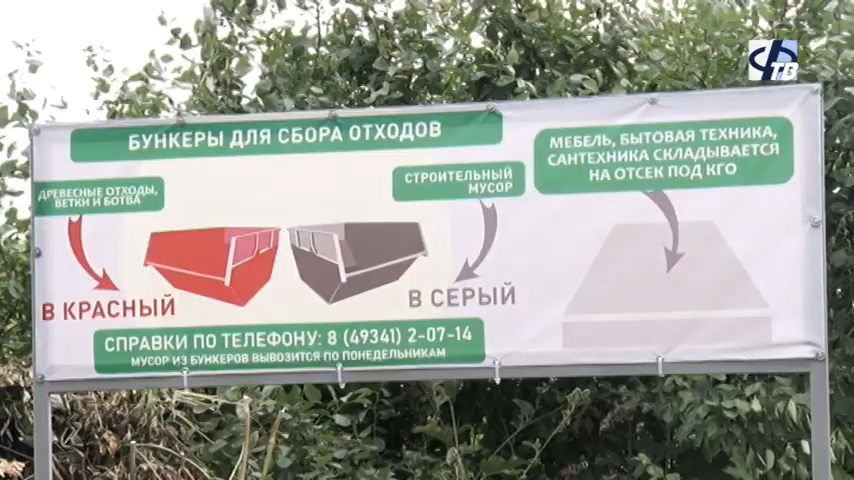 ТВ
БУНКЕРЫ ДЛЯ СБОРА ОТХОДОВ
ДРЕВЕСНЫЕ ОТХОДЫ,
ВЕТКИ И БОТВА
СТРОИТЕЛЬНЫЙ
МУСОР
МЕБЕЛЬ, БЫТОВАЯ ТЕХНИКА,
САНТЕХНИКА СКЛАДЫВАЕТСЯ
НА ОТСЕК ПОД КГО
В КРАСНЫЙ
В СЕРЫЙ
СПРАВКИ ПО ТЕЛЕФОНУ: 8 (49341) 2-07-14
МУСОР ИЗ БУНКЕРОВ ВЫВОЗИТСЯ ПО ПОНЕДЕЛЬНИКАМ